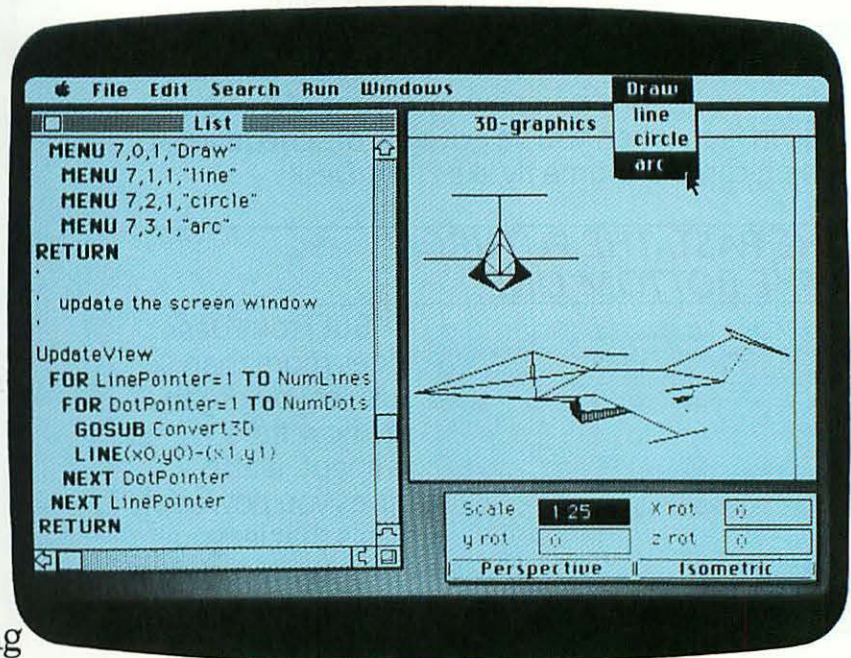 File Edit Search Run Windows Draw
line
circle
arc
List
MENU 7,0,1,"Draw"
MENU 7,1,1,"line"
MENU 7,2,1,"circle"
MENU 7,3,1,"arc"
RETURN
'
' update the screen window
'
UpdateView
FOR LinePointer=1 TO NumLines
FOR DotPointer=1 TO NumDots
GOSUB Convert3D
LINE(x0,y0)-(x1,y1)
NEXT DotPointer
NEXT LinePointer
RETURN
3D-graphics
Scale 1.25 X rot 0
y rot 0 z rot 0
Perspective Isometric